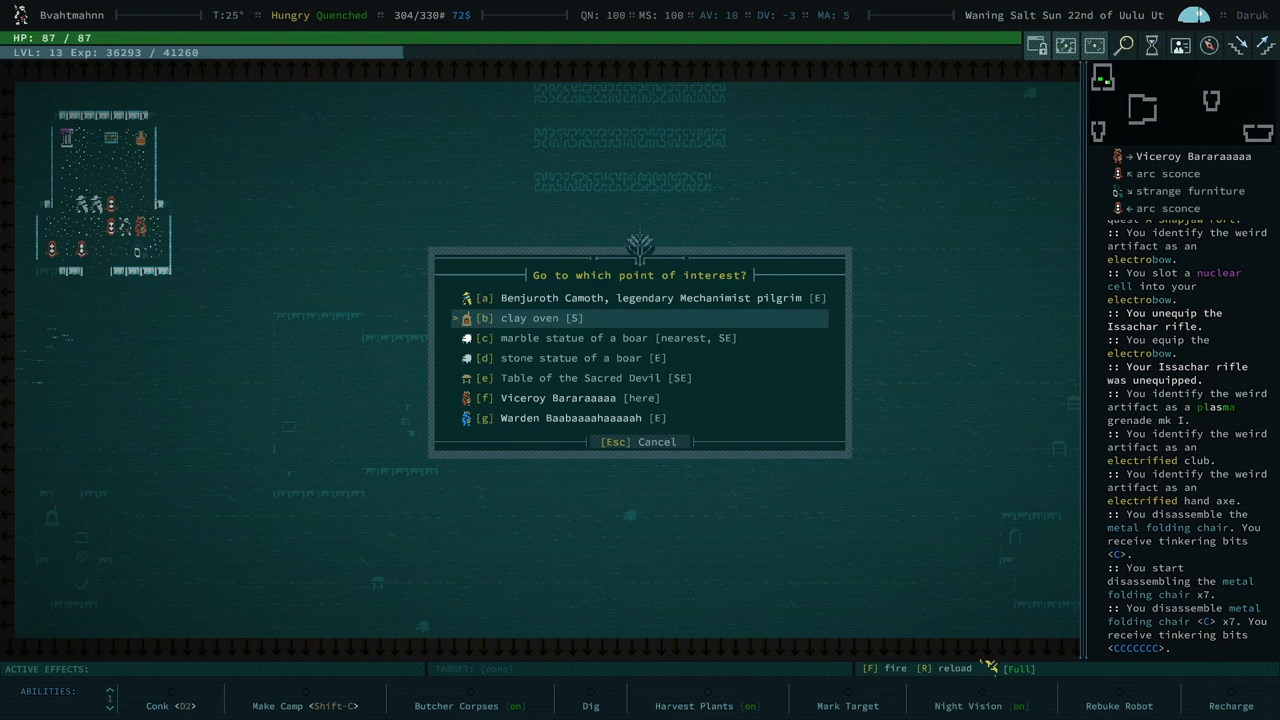 Bvahtmahnn T:25° Hungry Quenched 304/330# 72$ QN: 100 MS: 100 AV: 10 DV: -3 MA: 5 Waning Salt Sun 22nd of Uulu Ut Daruk
HP: 87 / 87
LVL: 13 Exp: 36293 / 41260
Go to which point of interest?
[a] Benjuroth Camoth, legendary Mechanimist pilgrim [E]
> [b] clay oven [S]
[c] marble statue of a boar [nearest, SE]
[d] stone statue of a boar [E]
[e] Table of the Sacred Devil [SE]
[f] Viceroy Bararaaaaa [here]
[g] Warden Baabaaaahaaaaah [E]
[Esc] Cancel
Viceroy Bararaaaaa
arc sconce
strange furniture
arc sconce
quest A Snapjaw Fort.
:: You identify the weird
artifact as an
electrobow.
:: You slot a nuclear
cell into your
electrobow.
:: You unequip the
Issachar rifle.
:: You equip the
electrobow.
:: Your Issachar rifle
was unequipped.
:: You identify the weird
artifact as a plasma
grenade mk I.
:: You identify the weird
artifact as an
electrified club.
:: You identify the weird
artifact as an
electrified hand axe.
:: You disassemble the
metal folding chair. You
receive tinkering bits
<C>.
:: You start
disassembling the metal
folding chair x7.
:: You disassemble metal
folding chair <C> x7. You
receive tinkering bits
<CCCCCCC>.
ACTIVE EFFECTS: TARGET: [none] [F] fire [R] reload [Full]
ABILITIES: 1 Conk <D2> Make Camp <Shift-C> Butcher Corpses [on] Dig Harvest Plants [on] Mark Target Night Vision [on] Rebuke Robot Recharge